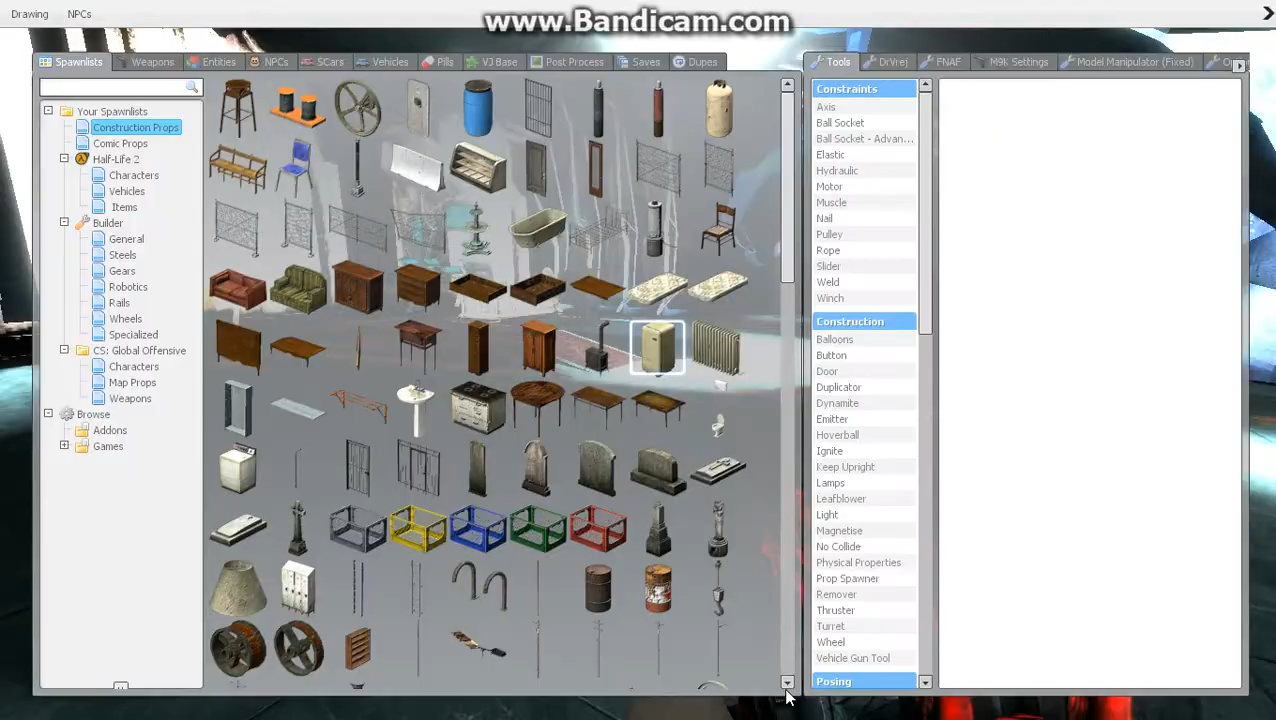 Drawing NPCs
www.Bandicam.com
Spawnlists Weapons Entities NPCs SCars Vehicles Pills VJ Base Post Process Saves Dupes
Tools DrVrej FNAF M9K Settings Model Manipulator (Fixed)
Your Spawnlists
Construction Props
Comic Props
Half-Life 2
Characters
Vehicles
Items
Builder
General
Steels
Gears
Robotics
Rails
Wheels
Specialized
CS: Global Offensive
Characters
Map Props
Weapons
Browse
Addons
Games
Constraints
Axis
Ball Socket
Ball Socket - Advan...
Elastic
Hydraulic
Motor
Muscle
Nail
Pulley
Rope
Slider
Weld
Winch
Construction
Balloons
Button
Door
Duplicator
Dynamite
Emitter
Hoverball
Ignite
Keep Upright
Lamps
Leafblower
Light
Magnetise
No Collide
Physical Properties
Prop Spawner
Remover
Thruster
Turret
Wheel
Vehicle Gun Tool
Posing